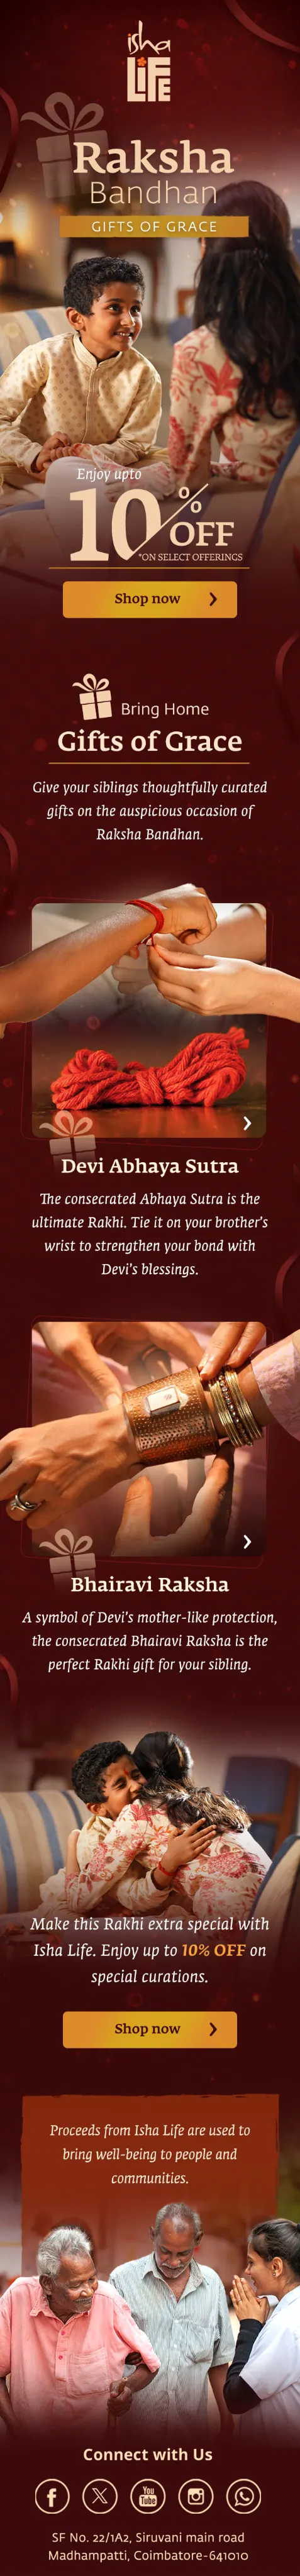 isha
LIFE
Raksha
Bandhan
GIFTS OF GRACE
Enjoy upto
10% OFF
*ON SELECT OFFERINGS
Shop now
Bring Home
Gifts of Grace
Give your siblings thoughtfully curated
gifts on the auspicious occasion of
Raksha Bandhan.
Devi Abhaya Sutra
The consecrated Abhaya Sutra is the
ultimate Rakhi. Tie it on your brother's
wrist to strengthen your bond with
Devi's blessings.
Bhairavi Raksha
A symbol of Devi's mother-like protection,
the consecrated Bhairavi Raksha is the
perfect Rakhi gift for your sibling.
Make this Rakhi extra special with
Isha Life. Enjoy up to 10% OFF on
special curations.
Shop now
Proceeds from Isha Life are used to
bring well-being to people and
communities.
Connect with Us
You
Tube
SF No. 22/1A2, Siruvani main road
Madhampatti, Coimbatore-641010